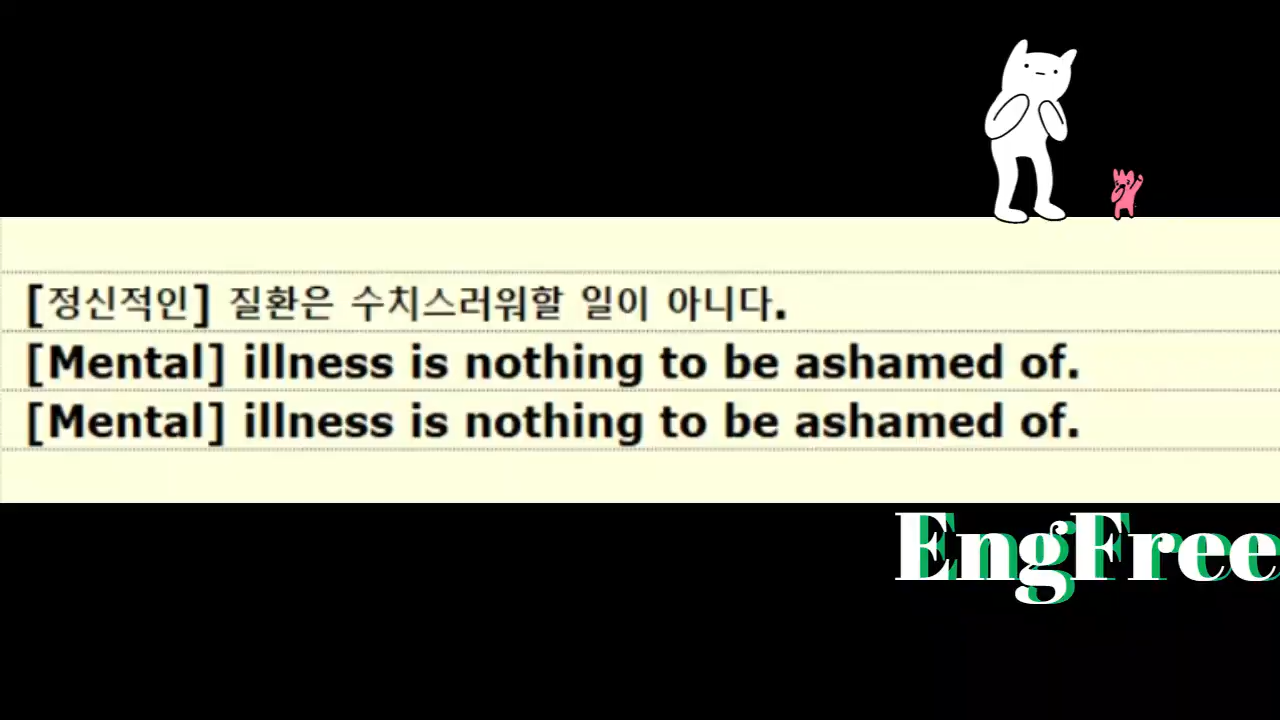 [정신적인] 질환은 수치스러워할 일이 아니다.
[Mental] illness is nothing to be ashamed of.
[Mental] illness is nothing to be ashamed of.
EngFree